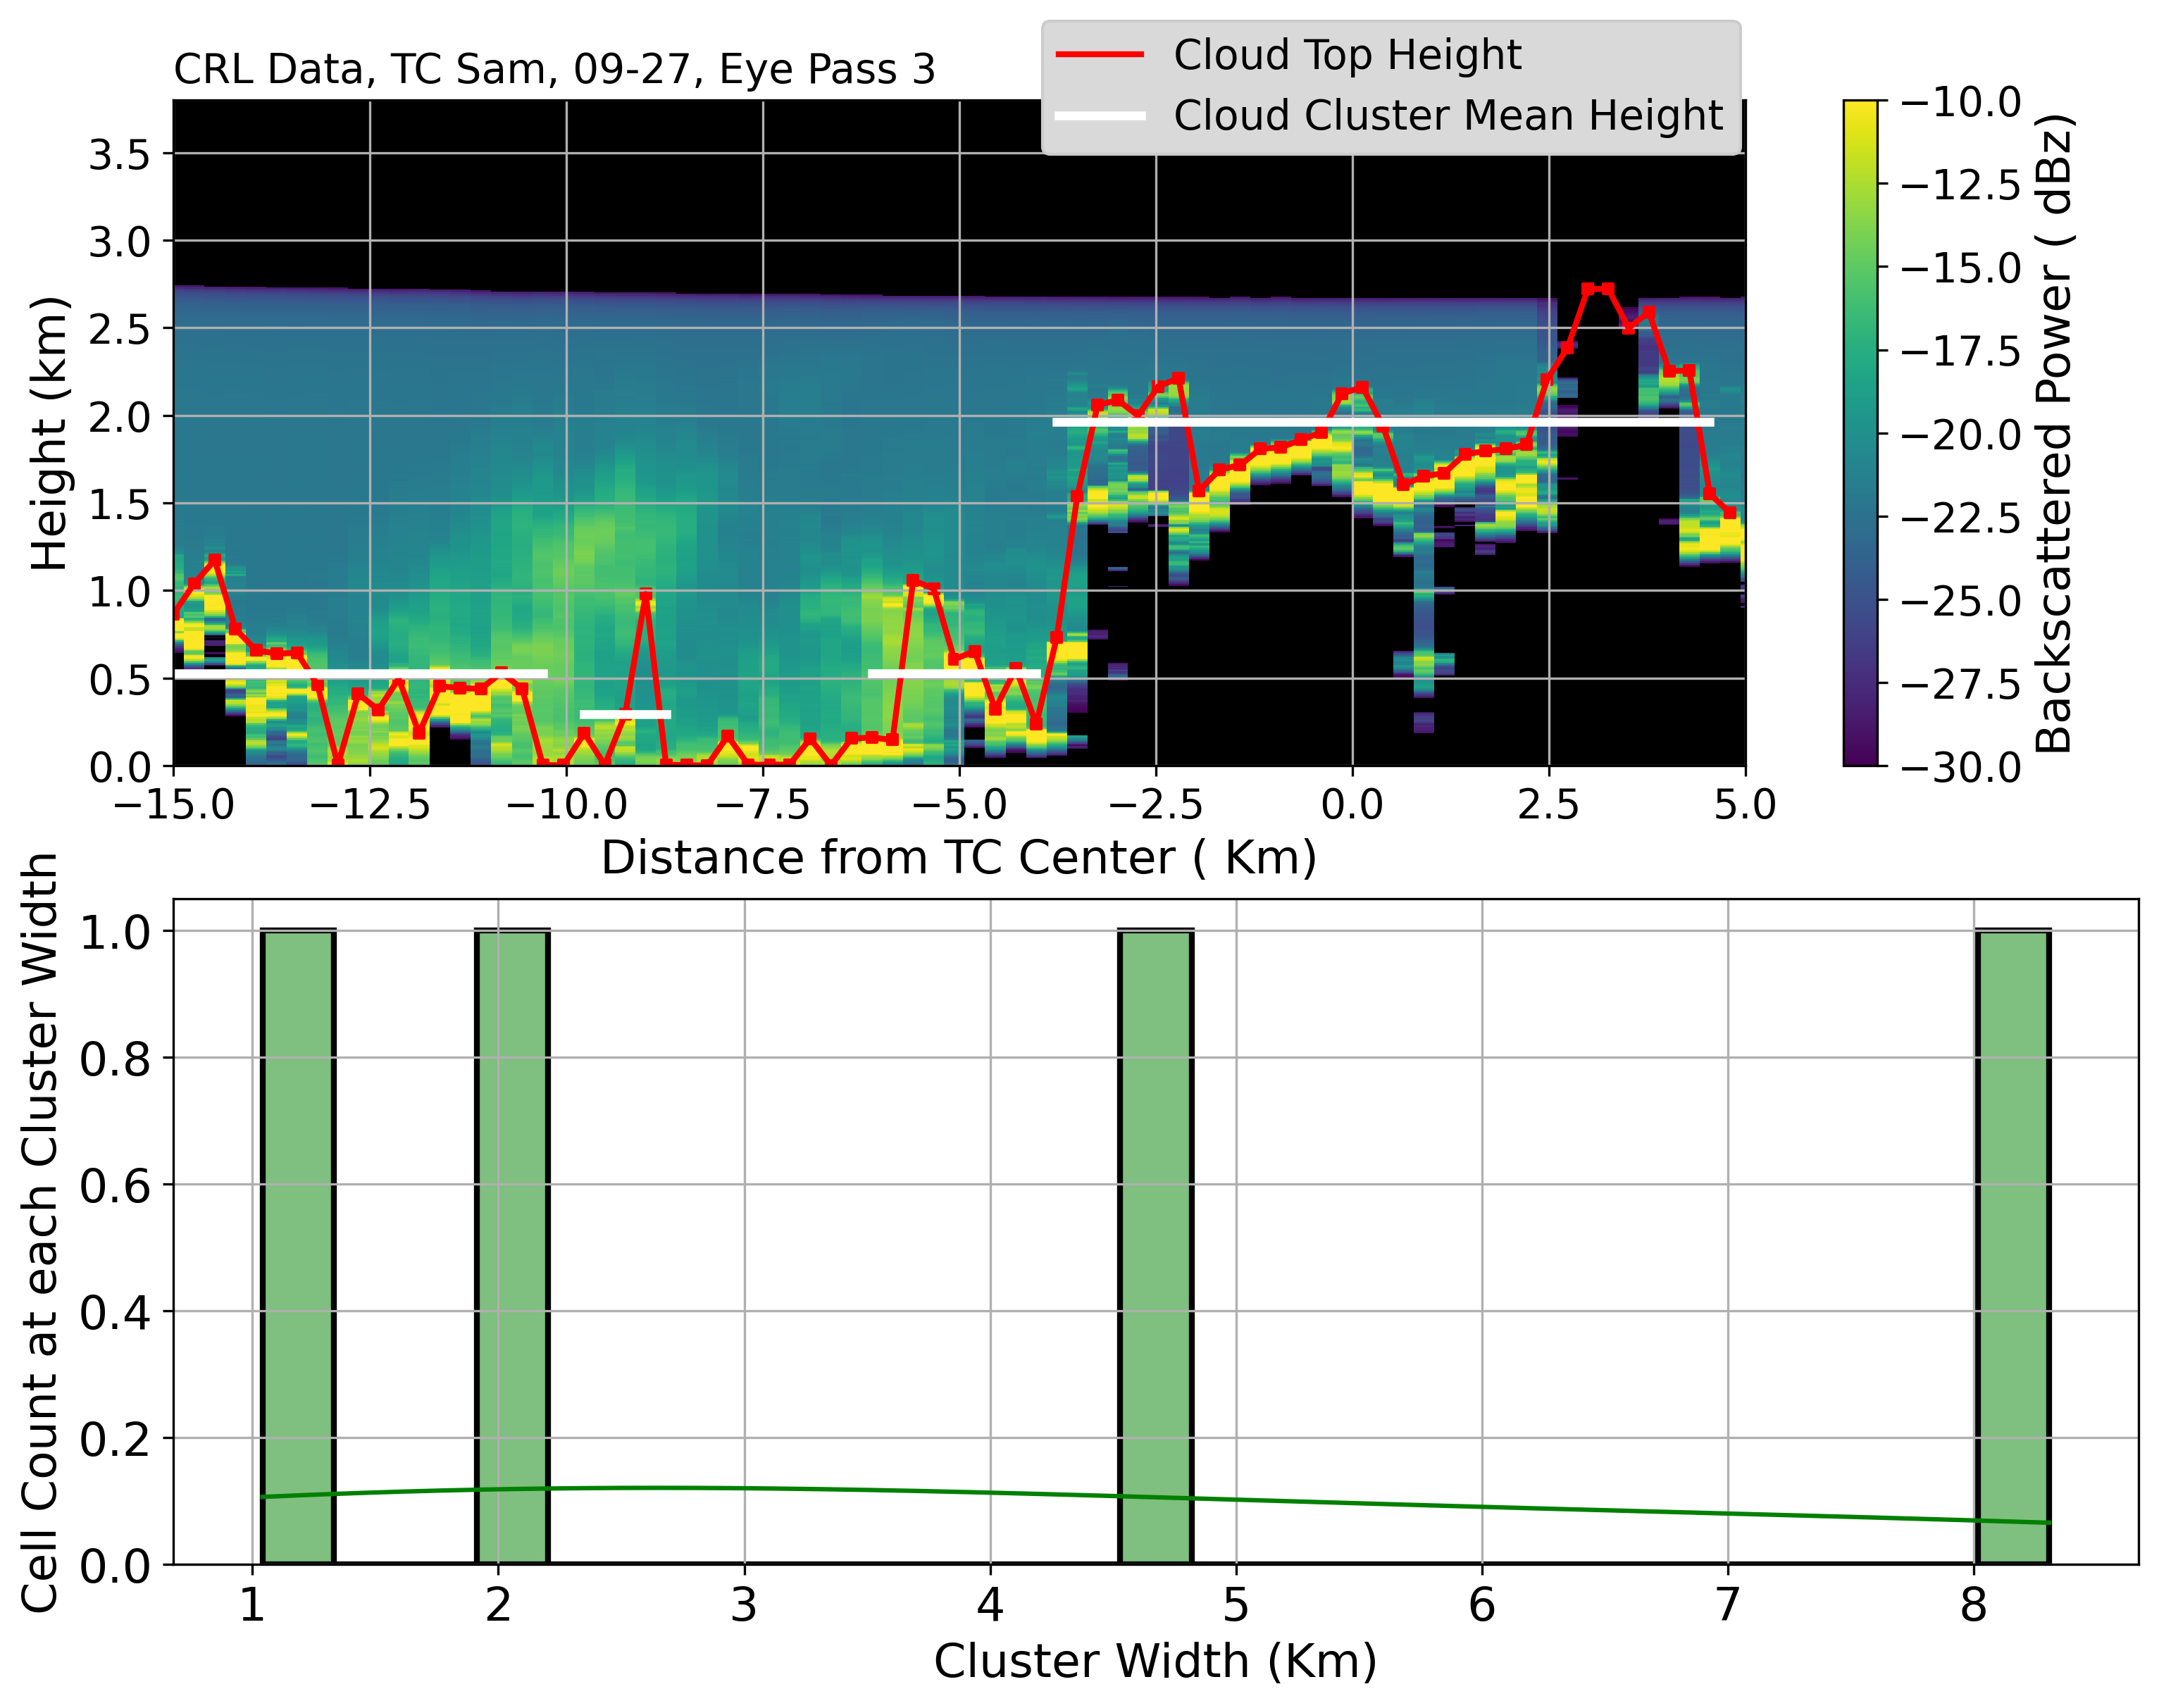 CRL Data, TC Sam, 09-27, Eye Pass 3
Cloud Top Height
Cloud Cluster Mean Height
Height (km)
3.5
3.0
2.5
2.0
1.5
1.0
0.5
0.0
−15.0 −12.5 −10.0 −7.5 −5.0 −2.5 0.0 2.5 5.0
Distance from TC Center ( Km)
−10.0
−12.5
−15.0
−17.5
−20.0
−22.5
−25.0
−27.5
−30.0
Backscattered Power ( dBz)
Cell Count at each Cluster Width
1.0
0.8
0.6
0.4
0.2
0.0
1 2 3 4 5 6 7 8
Cluster Width (Km)